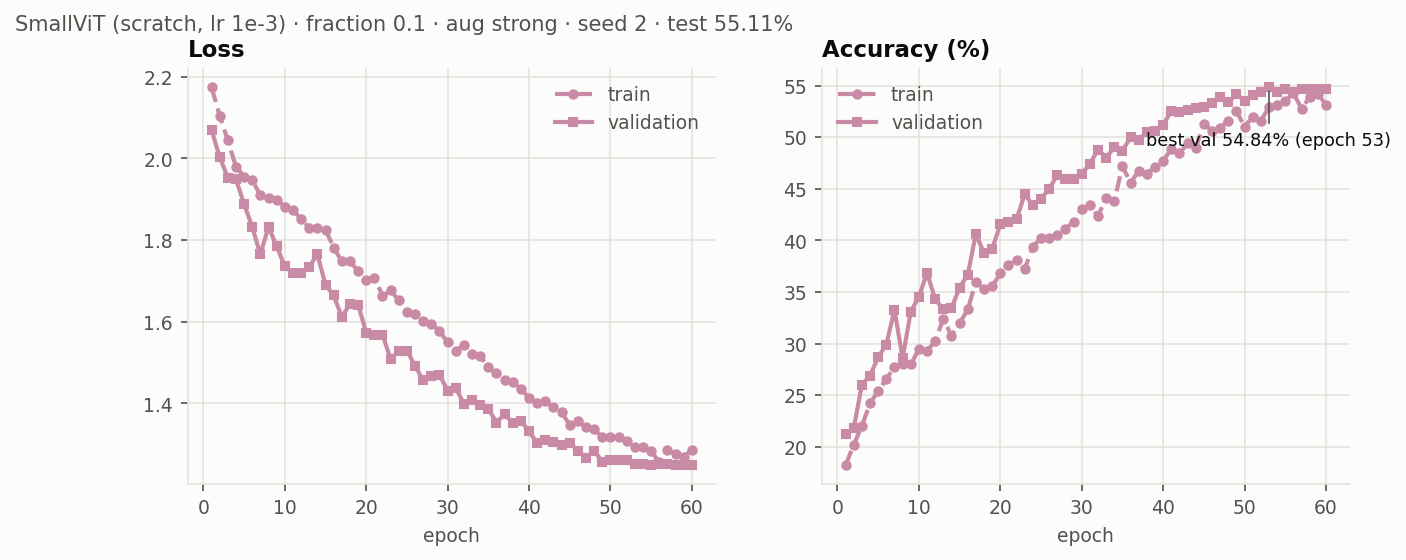 SmallViT (scratch, lr 1e-3) · fraction 0.1 · aug strong · seed 2 · test 55.11%
Loss
2.2
2.0
1.8
1.6
1.4
0 10 20 30 40 50 60
epoch
train
validation
Accuracy (%)
55
50
45
40
35
30
25
20
0 10 20 30 40 50 60
epoch
train
validation
best val 54.84% (epoch 53)